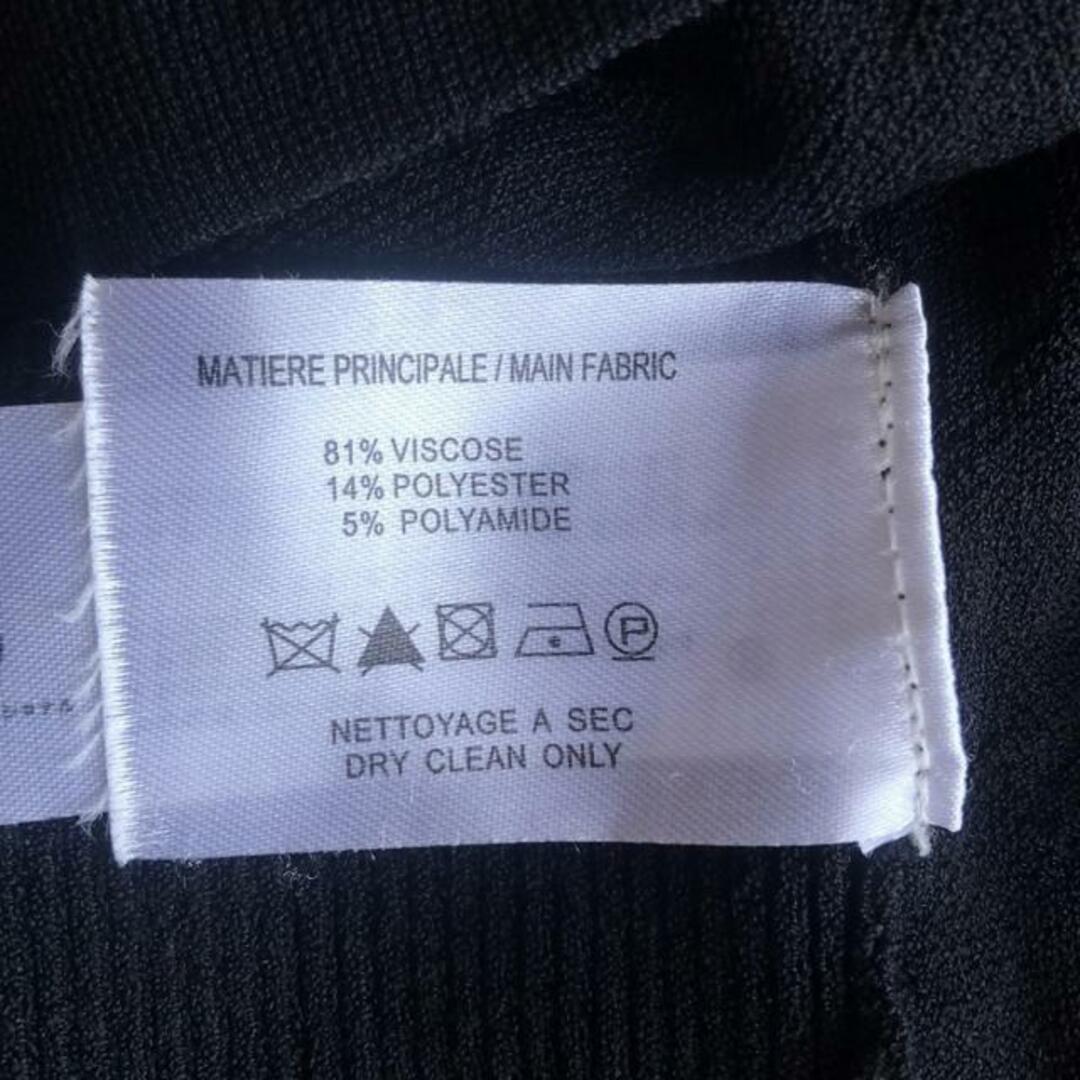 MATIERE PRINCIPALE / MAIN FABRIC
81% VISCOSE
14% POLYESTER
5% POLYAMIDE
P
NETTOYAGE A SEC
DRY CLEAN ONLY